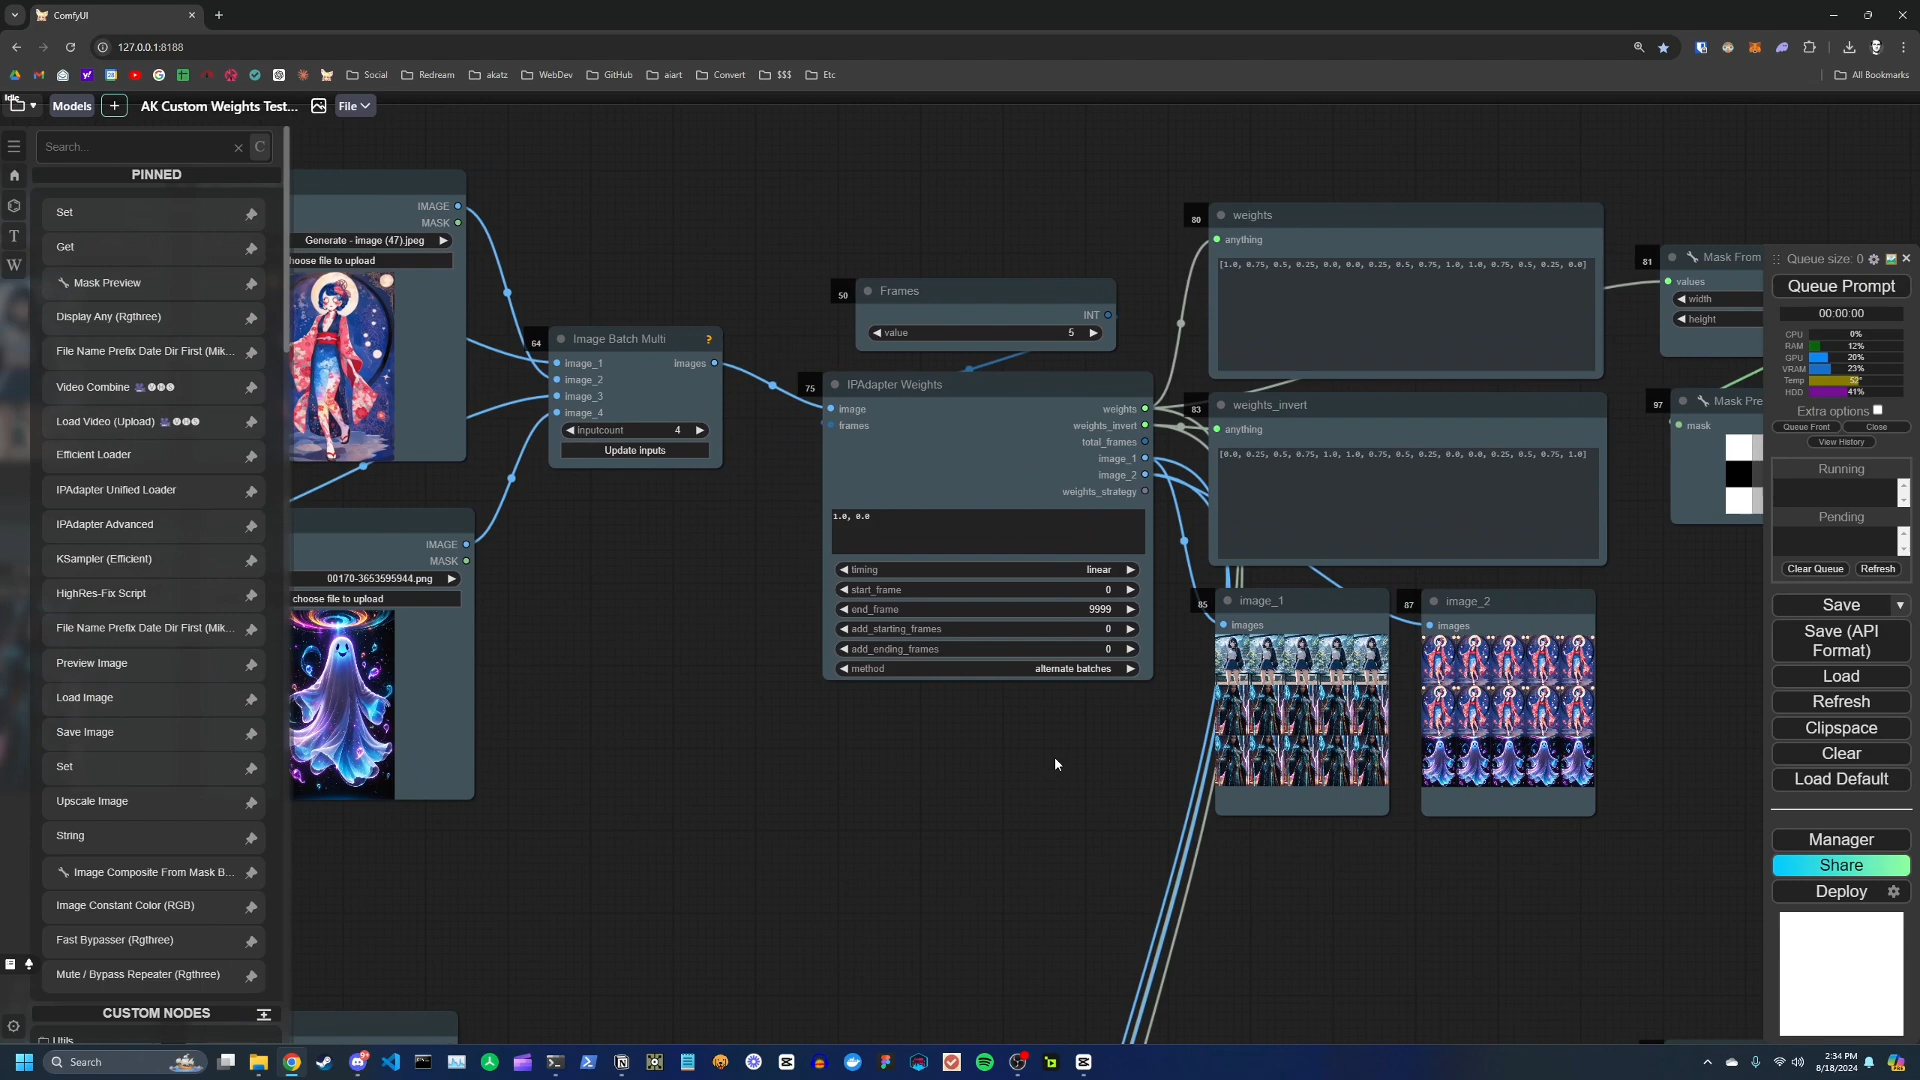 ComfyUI
127.0.0.1:8188
Social
Redream
akatz
WebDev
GitHub
aiart
Convert
$$$
Etc
All Bookmarks
Idle
Models
AK Custom Weights Test...
File
Search...
C
PINNED
Set
Get
Mask Preview
Display Any (Rgthree)
File Name Prefix Date Dir First (Mik...
Video Combine
Load Video (Upload)
Efficient Loader
IPAdapter Unified Loader
IPAdapter Advanced
KSampler (Efficient)
HighRes-Fix Script
File Name Prefix Date Dir First (Mik...
Preview Image
Load Image
Save Image
Set
Upscale Image
String
Image Composite From Mask B...
Image Constant Color (RGB)
Fast Bypasser (Rgthree)
Mute / Bypass Repeater (Rgthree)
CUSTOM NODES
Utils
T
W
IMAGE
MASK
Generate - image (47).jpeg
hoose file to upload
IMAGE
MASK
00170-3653595944.png
choose file to upload
64
Image Batch Multi
?
image_1
images
image_2
image_3
image_4
inputcount
4
Update inputs
50
Frames
INT
value
5
75
IPAdapter Weights
image
weights
frames
weights_invert
total_frames
image_1
image_2
weights_strategy
1.0, 0.0
timing
linear
start_frame
0
end_frame
9999
add_starting_frames
0
add_ending_frames
0
method
alternate batches
80
weights
anything
[1.0, 0.75, 0.5, 0.25, 0.0, 0.0, 0.25, 0.5, 0.75, 1.0, 1.0, 0.75, 0.5, 0.25, 0.0]
83
weights_invert
anything
[0.0, 0.25, 0.5, 0.75, 1.0, 1.0, 0.75, 0.5, 0.25, 0.0, 0.0, 0.25, 0.5, 0.75, 1.0]
85
image_1
images
87
image_2
images
81
Mask From
values
width
height
97
Mask Pre
mask
Queue size: 0
Queue Prompt
00:00:00
CPU
0%
RAM
12%
GPU
20%
VRAM
23%
Temp
52°
HDD
41%
Extra options
Queue Front
Close
View History
Running
Pending
Clear Queue
Refresh
Save
Save (API
Format)
Load
Refresh
Clipspace
Clear
Load Default
Manager
Share
Deploy
Search
2:34 PM
8/18/2024